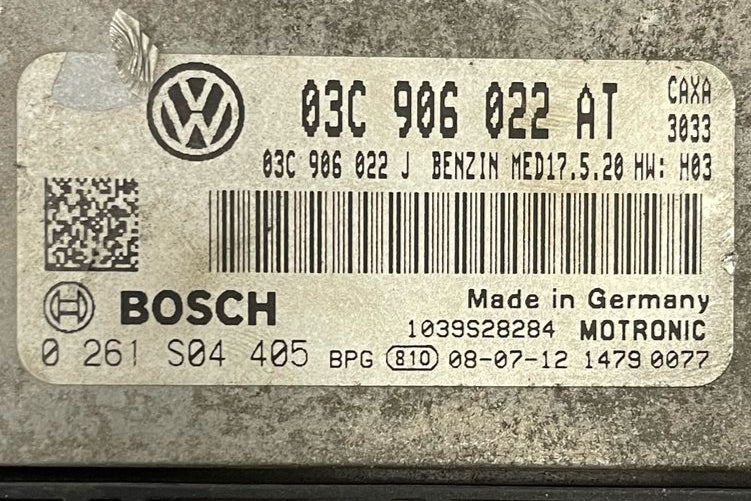 03C 906 022 AT CAXA
3033
03C 906 022 J BENZIN MED17.5.20 HW: H03
BOSCH
Made in Germany
1039S28284 MOTRONIC
0 261 S04 405 BPG 810 08-07-12 1479 0077